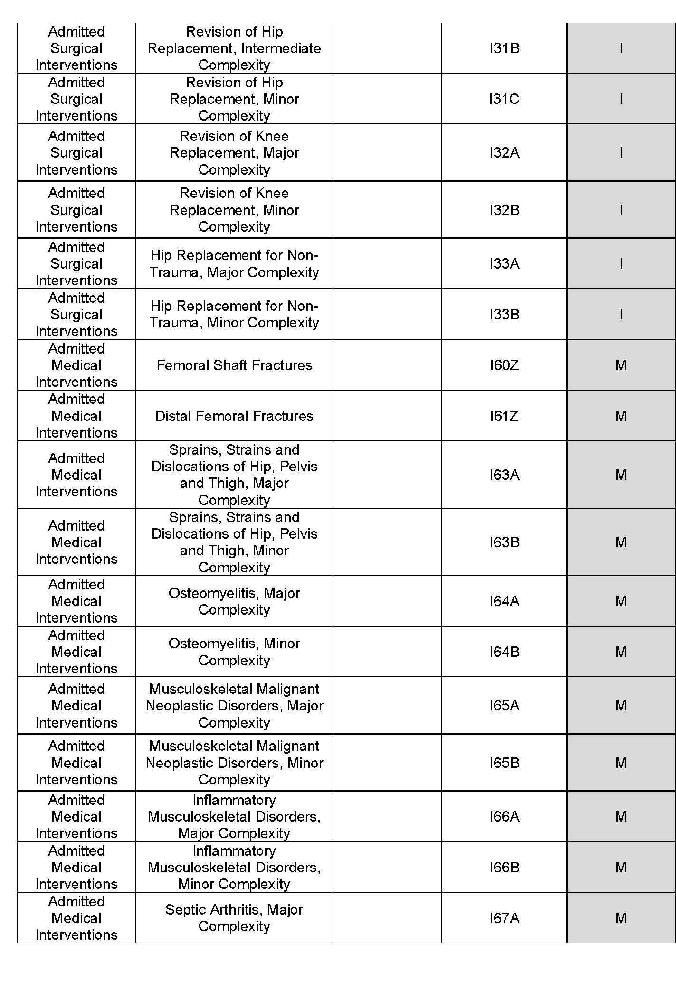 Admitted
Surgical
Interventions
Revision of Hip
Replacement, Intermediate
Complexity
I31B
I
Admitted
Surgical
Interventions
Revision of Hip
Replacement, Minor
Complexity
I31C
I
Admitted
Surgical
Interventions
Revision of Knee
Replacement, Major
Complexity
I32A
I
Admitted
Surgical
Interventions
Revision of Knee
Replacement, Minor
Complexity
I32B
I
Admitted
Surgical
Interventions
Hip Replacement for Non-
Trauma, Major Complexity
I33A
I
Admitted
Surgical
Interventions
Hip Replacement for Non-
Trauma, Minor Complexity
I33B
I
Admitted
Medical
Interventions
Femoral Shaft Fractures
I60Z
M
Admitted
Medical
Interventions
Distal Femoral Fractures
I61Z
M
Admitted
Medical
Interventions
Sprains, Strains and
Dislocations of Hip, Pelvis
and Thigh, Major
Complexity
I63A
M
Admitted
Medical
Interventions
Sprains, Strains and
Dislocations of Hip, Pelvis
and Thigh, Minor
Complexity
I63B
M
Admitted
Medical
Interventions
Osteomyelitis, Major
Complexity
I64A
M
Admitted
Medical
Interventions
Osteomyelitis, Minor
Complexity
I64B
M
Admitted
Medical
Interventions
Musculoskeletal Malignant
Neoplastic Disorders, Major
Complexity
I65A
M
Admitted
Medical
Interventions
Musculoskeletal Malignant
Neoplastic Disorders, Minor
Complexity
I65B
M
Admitted
Medical
Interventions
Inflammatory
Musculoskeletal Disorders,
Major Complexity
I66A
M
Admitted
Medical
Interventions
Inflammatory
Musculoskeletal Disorders,
Minor Complexity
I66B
M
Admitted
Medical
Interventions
Septic Arthritis, Major
Complexity
I67A
M